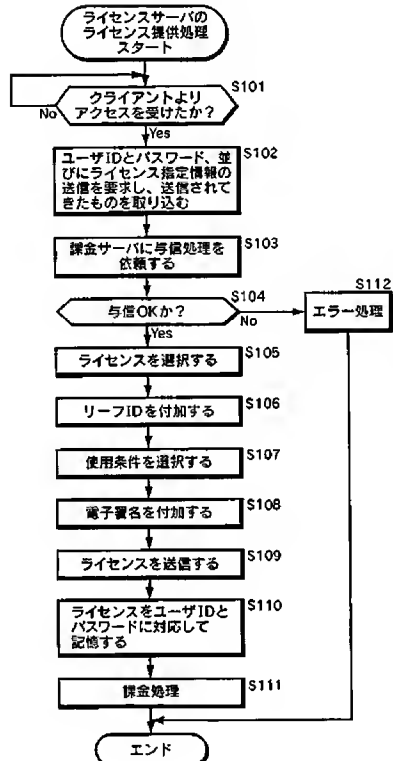 ライセンスサーバの
ライセンス提供処理
スタート
S101
クライアントより
アクセスを受けたか?
No
Yes
S102
ユーザIDとパスワード、並
びにライセンス指定情報の
送信を要求し、送信されて
きたものを取り込む
S103
課金サーバに与信処理を
依頼する
S104
与信OKか?
No
S112
エラー処理
Yes
S105
ライセンスを選択する
S106
リーフIDを付加する
S107
使用条件を選択する
S108
電子署名を付加する
S109
ライセンスを送信する
S110
ライセンスをユーザIDと
パスワードに対応して
記憶する
S111
課金処理
エンド